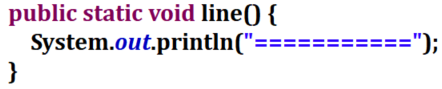 public static void line() {
System.out.println("===========");
}